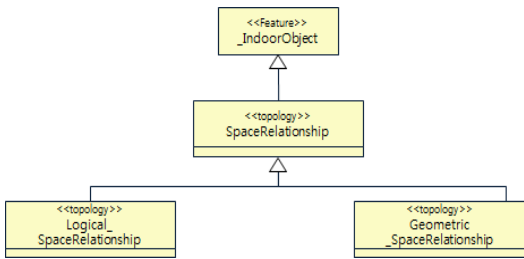 <<Feature>>
_IndoorObject
<<topology>>
SpaceRelationship
<<topology>>
Logical_
SpaceRelationship
<<topology>>
Geometric
_SpaceRelationship